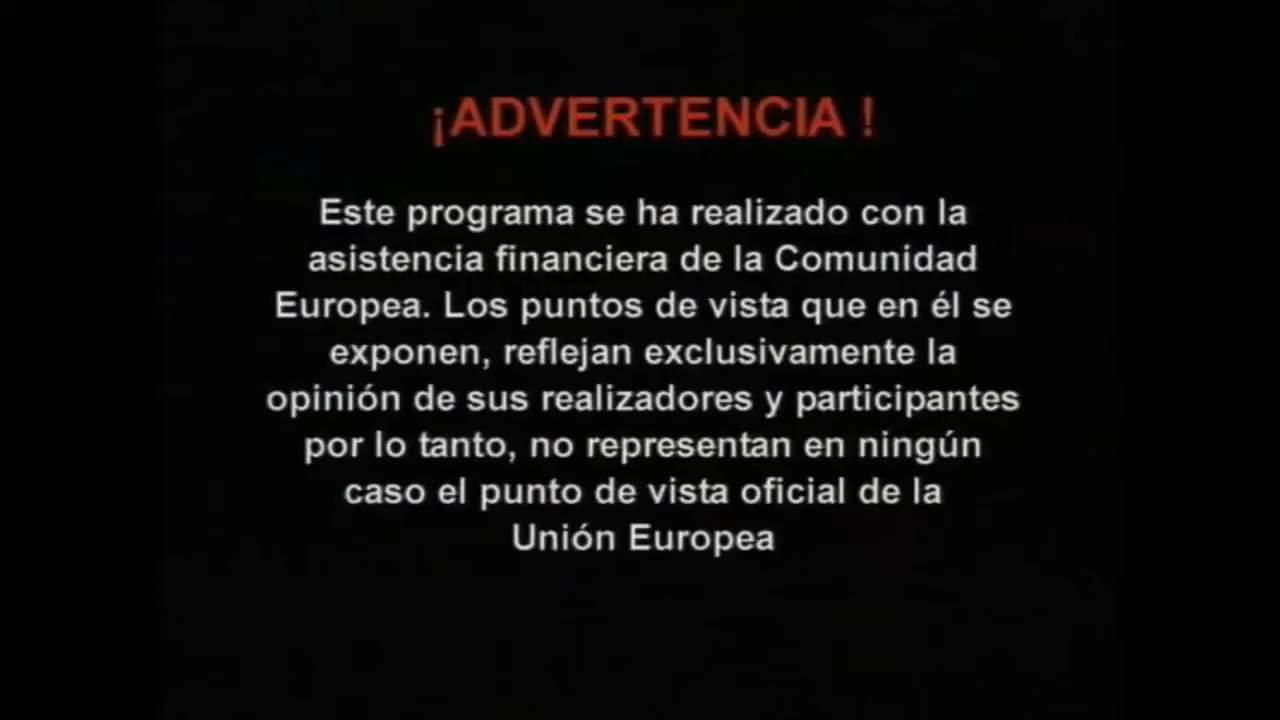 ¡ADVERTENCIA !
Este programa se ha realizado con la
asistencia financiera de la Comunidad
Europea. Los puntos de vista que en él se
exponen, reflejan exclusivamente la
opinión de sus realizadores y participantes
por lo tanto, no representan en ningún
caso el punto de vista oficial de la
Unión Europea